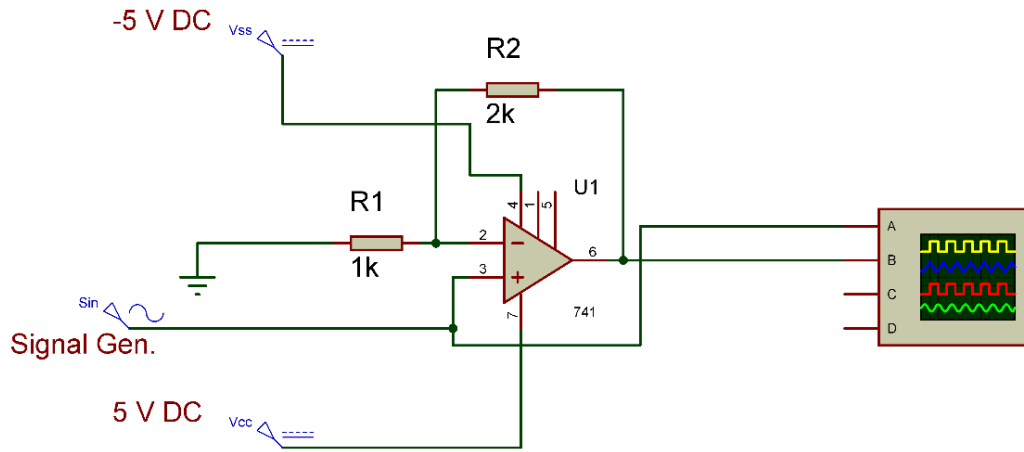 -5 V DC
Vss
R2
2k
U1
4
1
5
R1
2
6
A
1k
3
B
741
C
Sin
7
D
Signal Gen.
5 V DC
Vcc